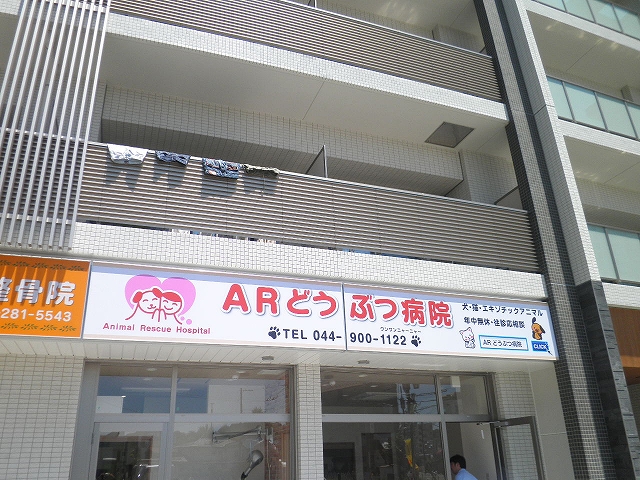 整骨院
281-5543
Animal Rescue Hospital
ARどうぶつ病院
ワンワンニャーニャー
TEL 044-900-1122
犬・猫・エキゾチックアニマル
年中無休・往診応相談
AR どうぶつ病院
CLICK